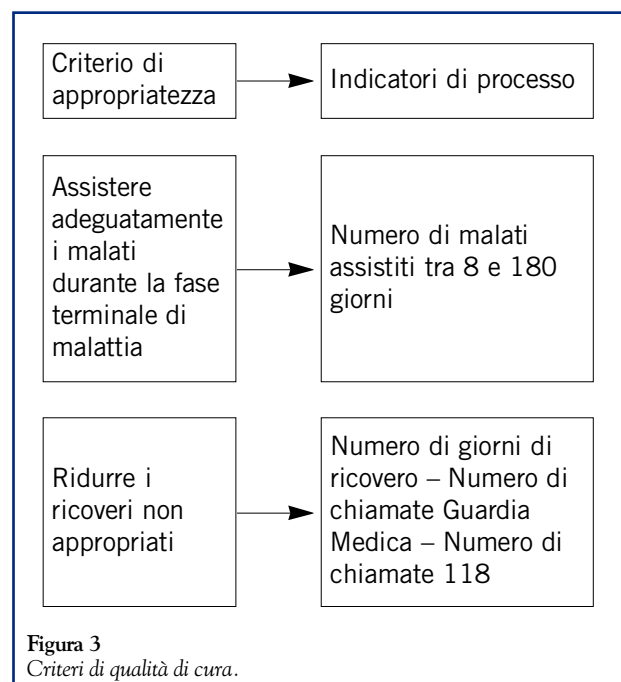 Criterio di
appropriatezza
Indicatori di processo
Assistere
adeguatamente
i malati
durante la fase
terminale di
malattia
Numero di malati
assistiti tra 8 e 180
giorni
Ridurre i
ricoveri non
appropriati
Numero di giorni di
ricovero – Numero di
chiamate Guardia
Medica – Numero di
chiamate 118
Figura 3
Criteri di qualità di cura.